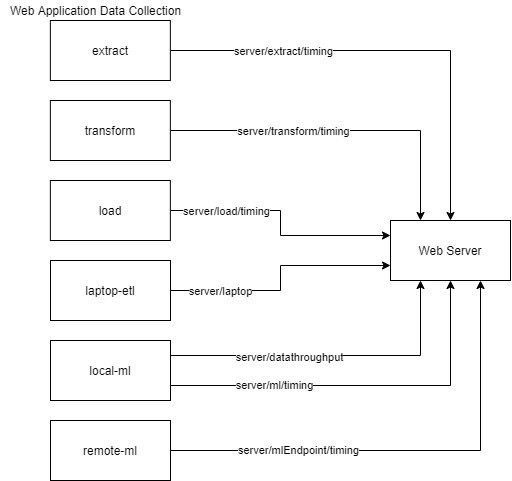 Web Application Data Collection
extract
server/extract/timing
transform
server/transform/timing
load
server/load/timing
Web Server
laptop-etl
server/laptop
local-ml
server/datathroughput
server/ml/timing
remote-ml
server/mlEndpoint/timing